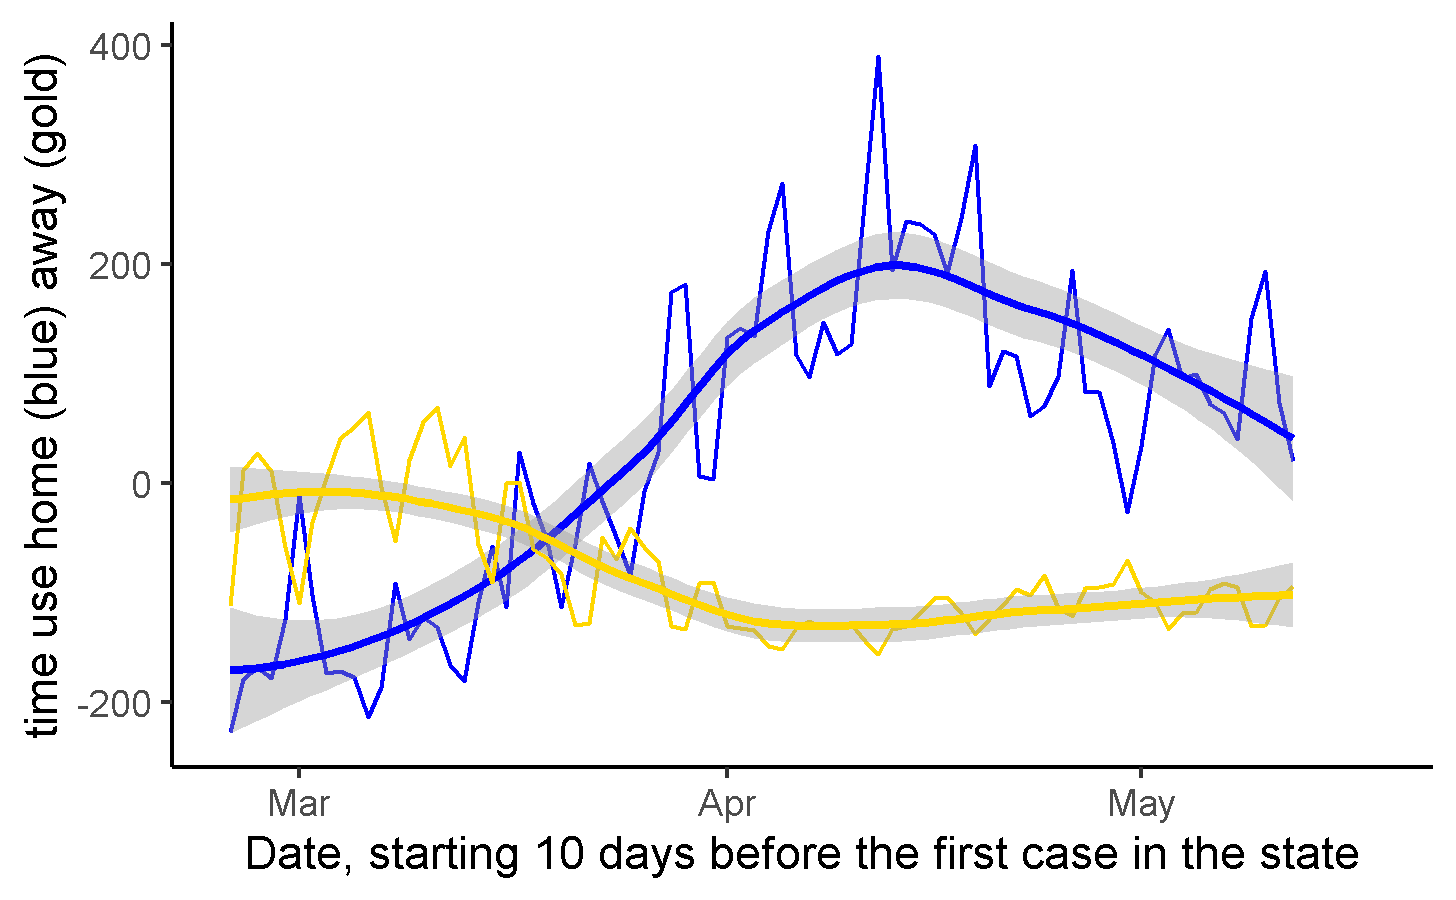 time use home (blue) away (gold)
400
200
0
-200
Mar
Apr
May
Date, starting 10 days before the first case in the state